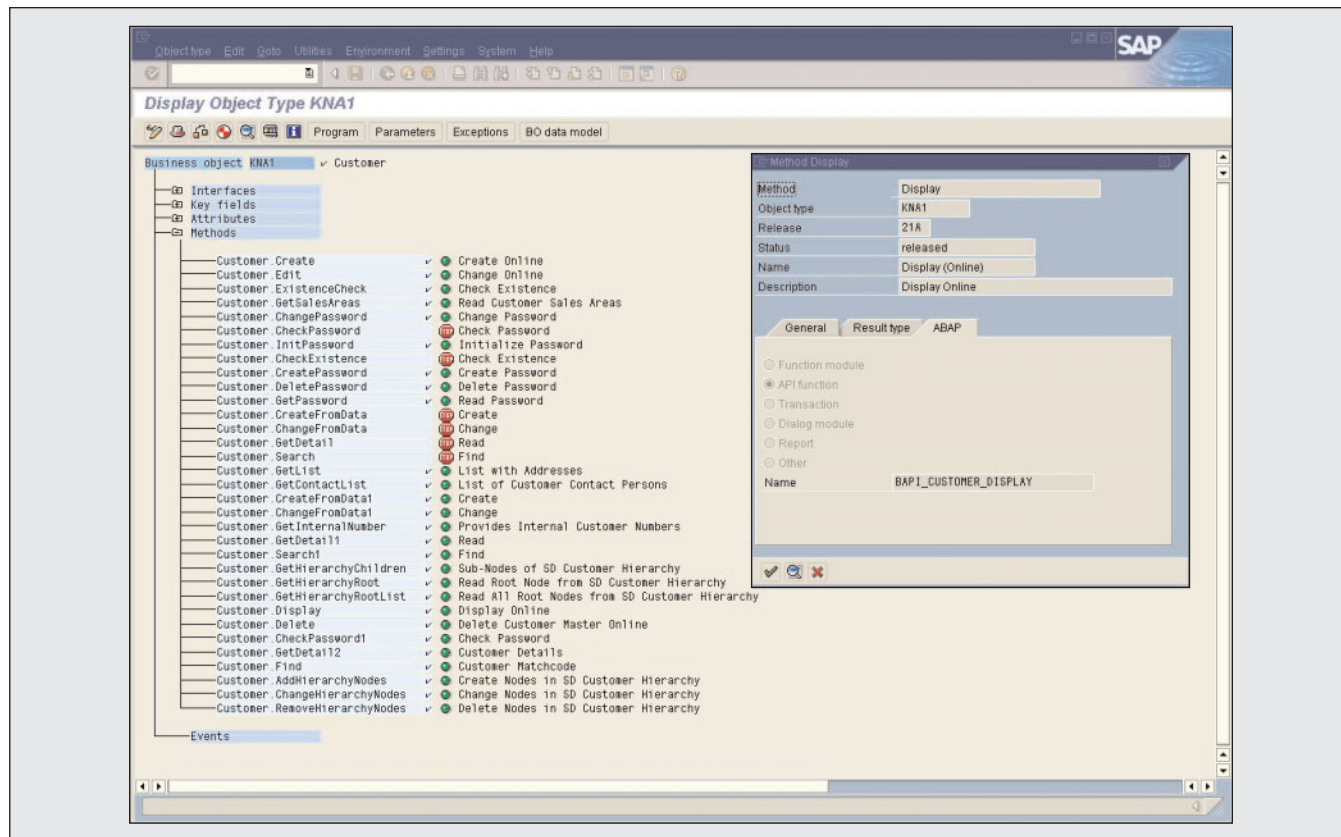 Object type Edit Goto Utilities Environment Settings System Help
SAP
Display Object Type KNA1
Program Parameters Exceptions BO data model
Business object KNA1 Customer
Interfaces
Key fields
Attributes
Methods
Customer.Create Create Online
Customer.Edit Change Online
Customer.ExistenceCheck Check Existence
Customer.GetSalesAreas Read Customer Sales Areas
Customer.ChangePassword Change Password
Customer.CheckPassword Check Password
Customer.InitPassword Initialize Password
Customer.CheckExistence Check Existence
Customer.CreatePassword Create Password
Customer.DeletePassword Delete Password
Customer.GetPassword Read Password
Customer.CreateFromData Create
Customer.ChangeFromData Change
Customer.GetDetail Read
Customer.Search Find
Customer.GetList List with Addresses
Customer.GetContactList List of Customer Contact Persons
Customer.CreateFromData1 Create
Customer.ChangeFromData1 Change
Customer.GetInternalNumber Provides Internal Customer Numbers
Customer.GetDetail1 Read
Customer.Search1 Find
Customer.GetHierarchyChildren Sub-Nodes of SD Customer Hierarchy
Customer.GetHierarchyRoot Read Root Node from SD Customer Hierarchy
Customer.GetHierarchyRootList Read All Root Nodes from SD Customer Hierarchy
Customer.Display Display Online
Customer.Delete Delete Customer Master Online
Customer.CheckPassword1 Check Password
Customer.GetDetail2 Customer Details
Customer.Find Customer Matchcode
Customer.AddHierarchyNodes Create Nodes in SD Customer Hierarchy
Customer.ChangeHierarchyNodes Change Nodes in SD Customer Hierarchy
Customer.RemoveHierarchyNodes Delete Nodes in SD Customer Hierarchy
Events
Method Display
Method Display
Object type KNA1
Release 21A
Status released
Name Display (Online)
Description Display Online
General Result type ABAP
Function module
API function
Transaction
Dialog module
Report
Other
Name BAPI_CUSTOMER_DISPLAY